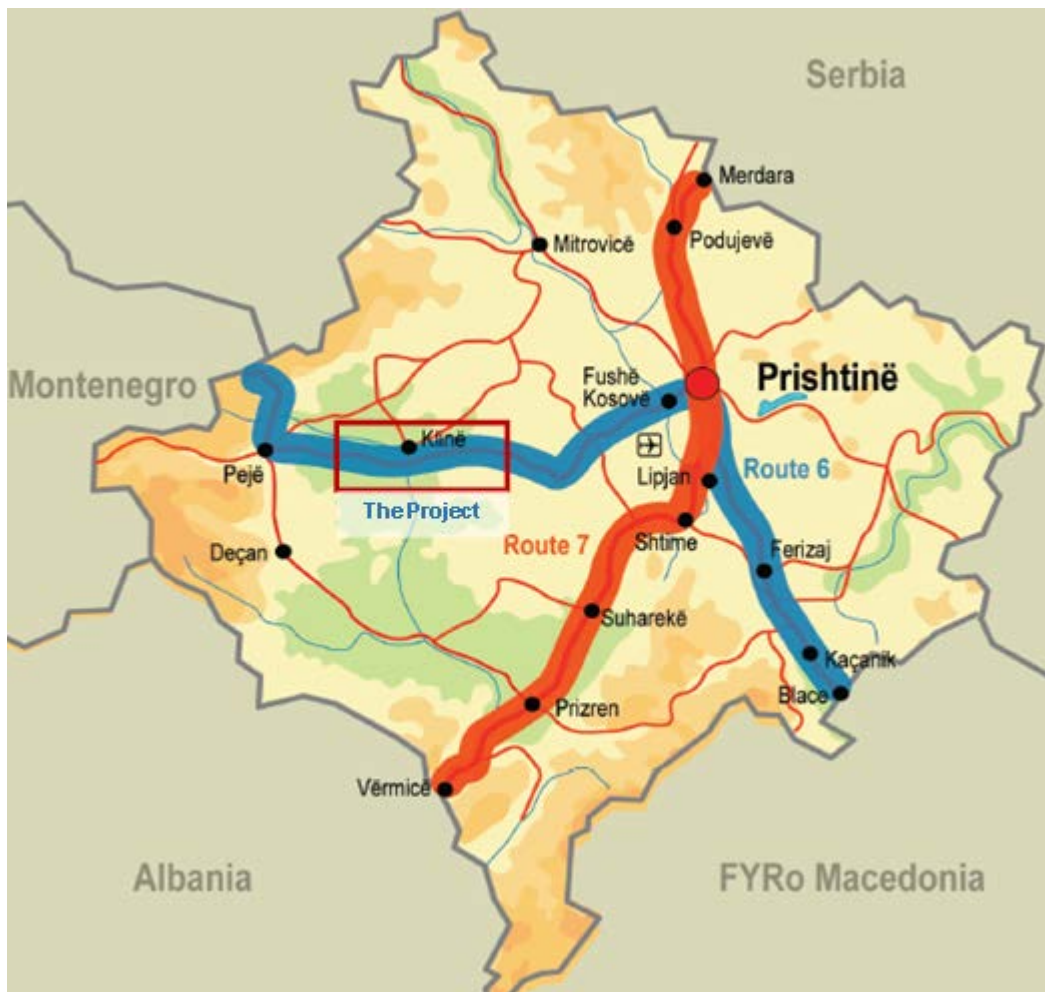 Serbia
Merdara
Podujevë
Mitrovicë
Montenegro
Fushë
Kosovë
Prishtinë
Klinë
Pejë
Lipjan
Route 6
The Project
Route 7
Shtime
Deçan
Ferizaj
Suharekë
Kaçanik
Blace
Prizren
Vërmicë
Albania
FYRo Macedonia